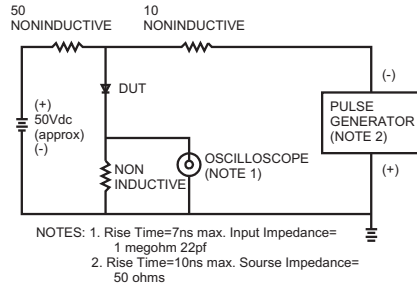 50
NONINDUCTIVE
10
NONINDUCTIVE
DUT
(+)
50Vdc
(approx)
(-)
NON
INDUCTIVE
OSCILLOSCOPE
(NOTE 1)
(-)
PULSE
GENERATOR
(NOTE 2)
(+)
NOTES: 1. Rise Time=7ns max. Input Impedance=
1 megohm 22pf
2. Rise Time=10ns max. Sourse Impedance=
50 ohms